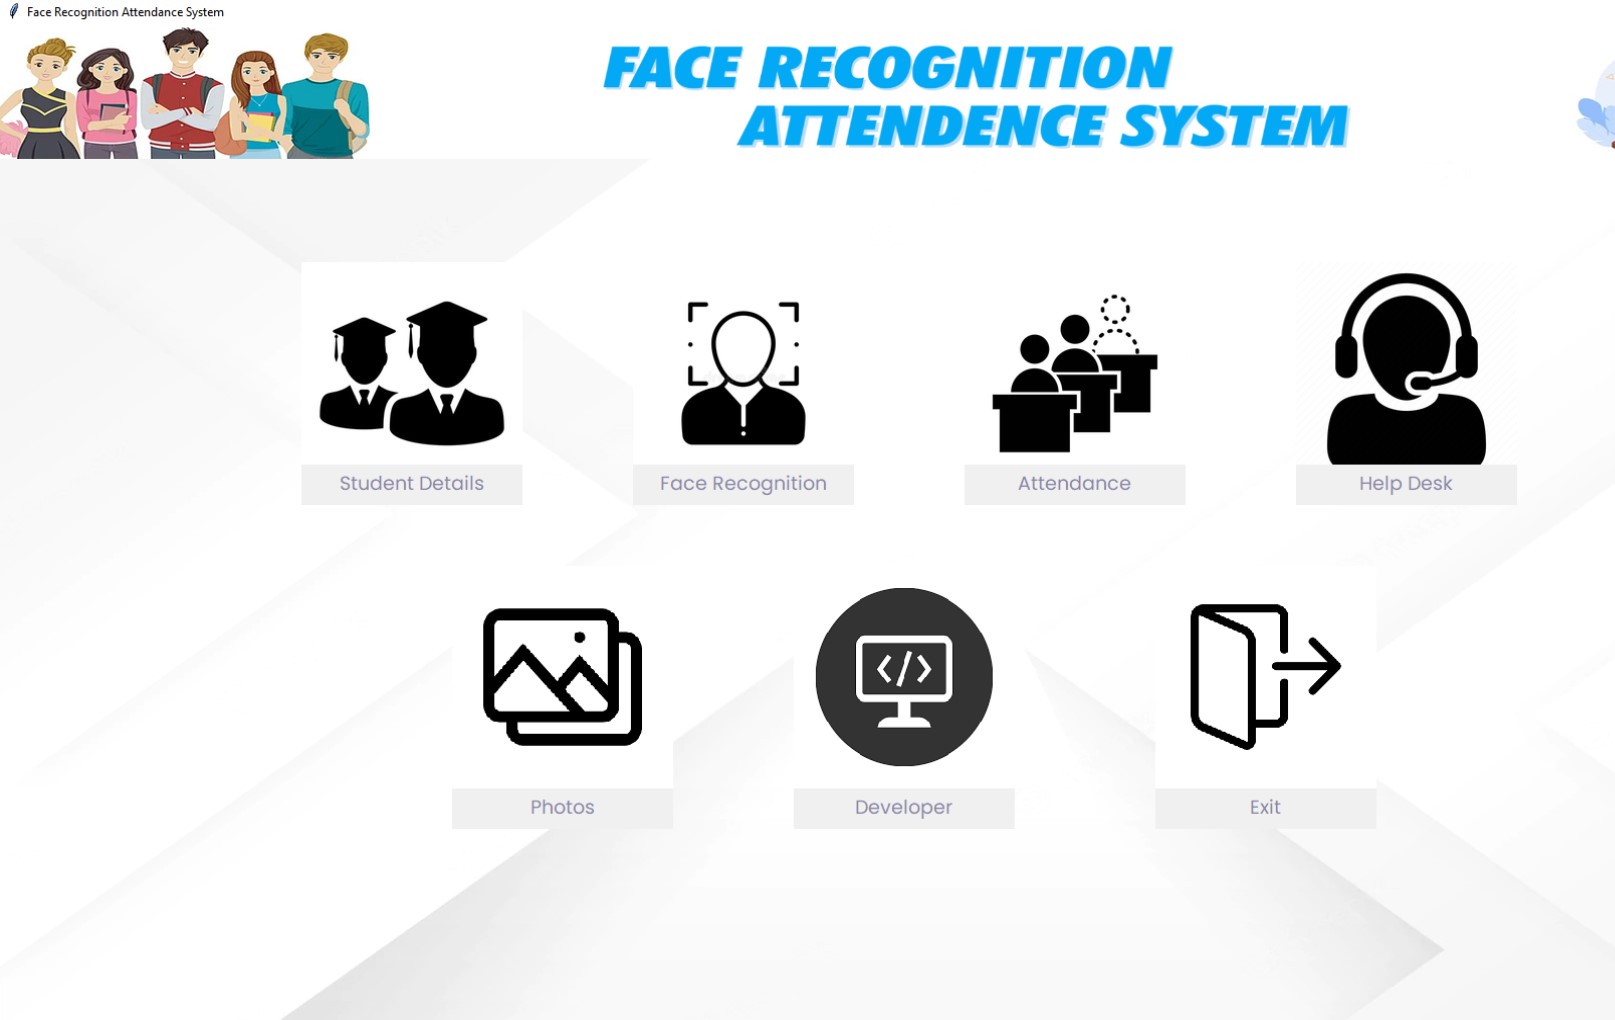 Face Recognition Attendance System
FACE RECOGNITION
ATTENDENCE SYSTEM
Student Details
Face Recognition
Attendance
Help Desk
Photos
Developer
Exit